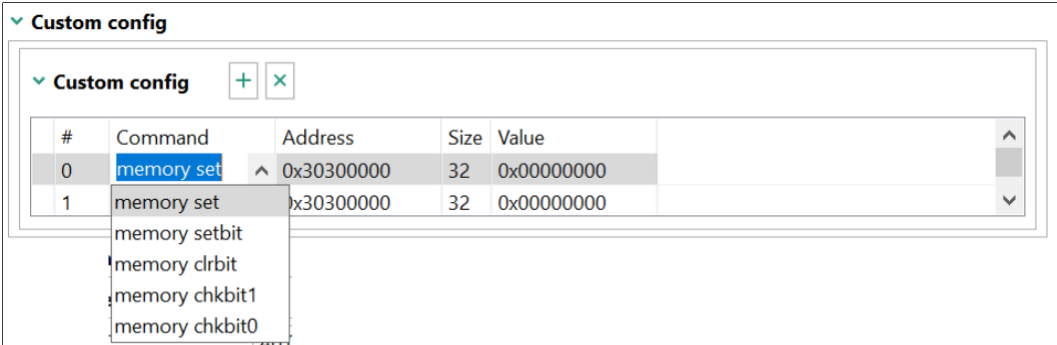 Custom config
Custom config
# Command Address Size Value
0 memory set 0x30300000 32 0x00000000
1 0x30300000 32 0x00000000
memory set
memory setbit
memory clrbit
memory chkbit1
memory chkbit0